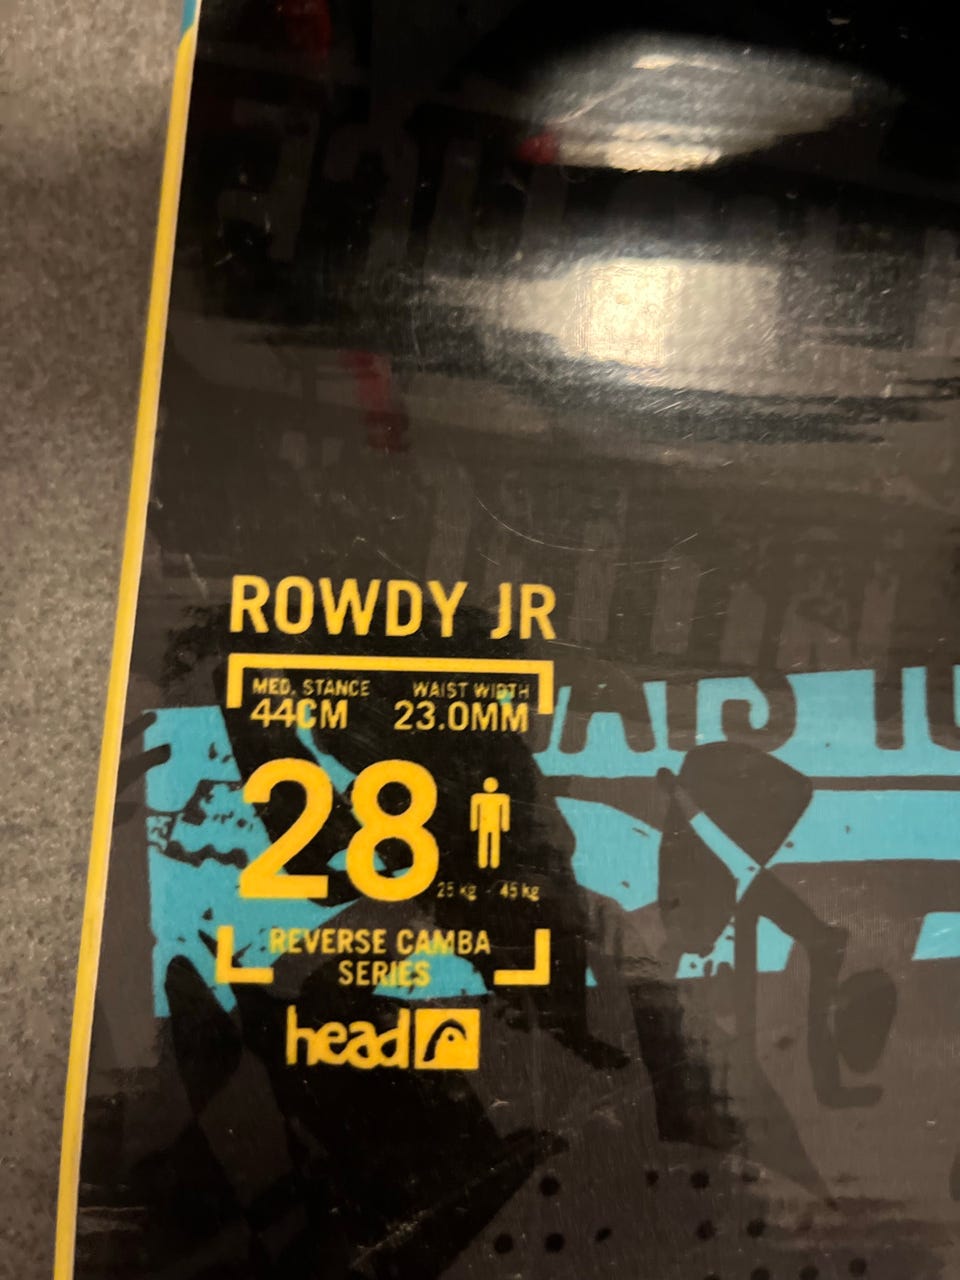 ROWDY JR
MED. STANCE WAIST WIDTH
44CM 23.0MM
28
25 kg - 45 kg
REVERSE CAMBA
SERIES
head